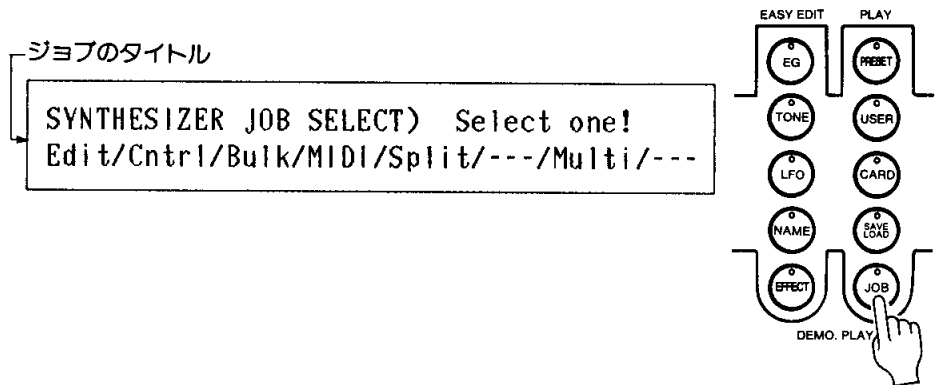 ジョブのタイトル
SYNTHESIZER JOB SELECT) Select one!
Edit/Cntrl/Bulk/MIDI/Split/---/Multi/---
EASY EDIT PLAY
EG PRESET
TONE USER
LFO CARD
NAME SAVE LOAD
EFFECT JOB
DEMO. PLAY